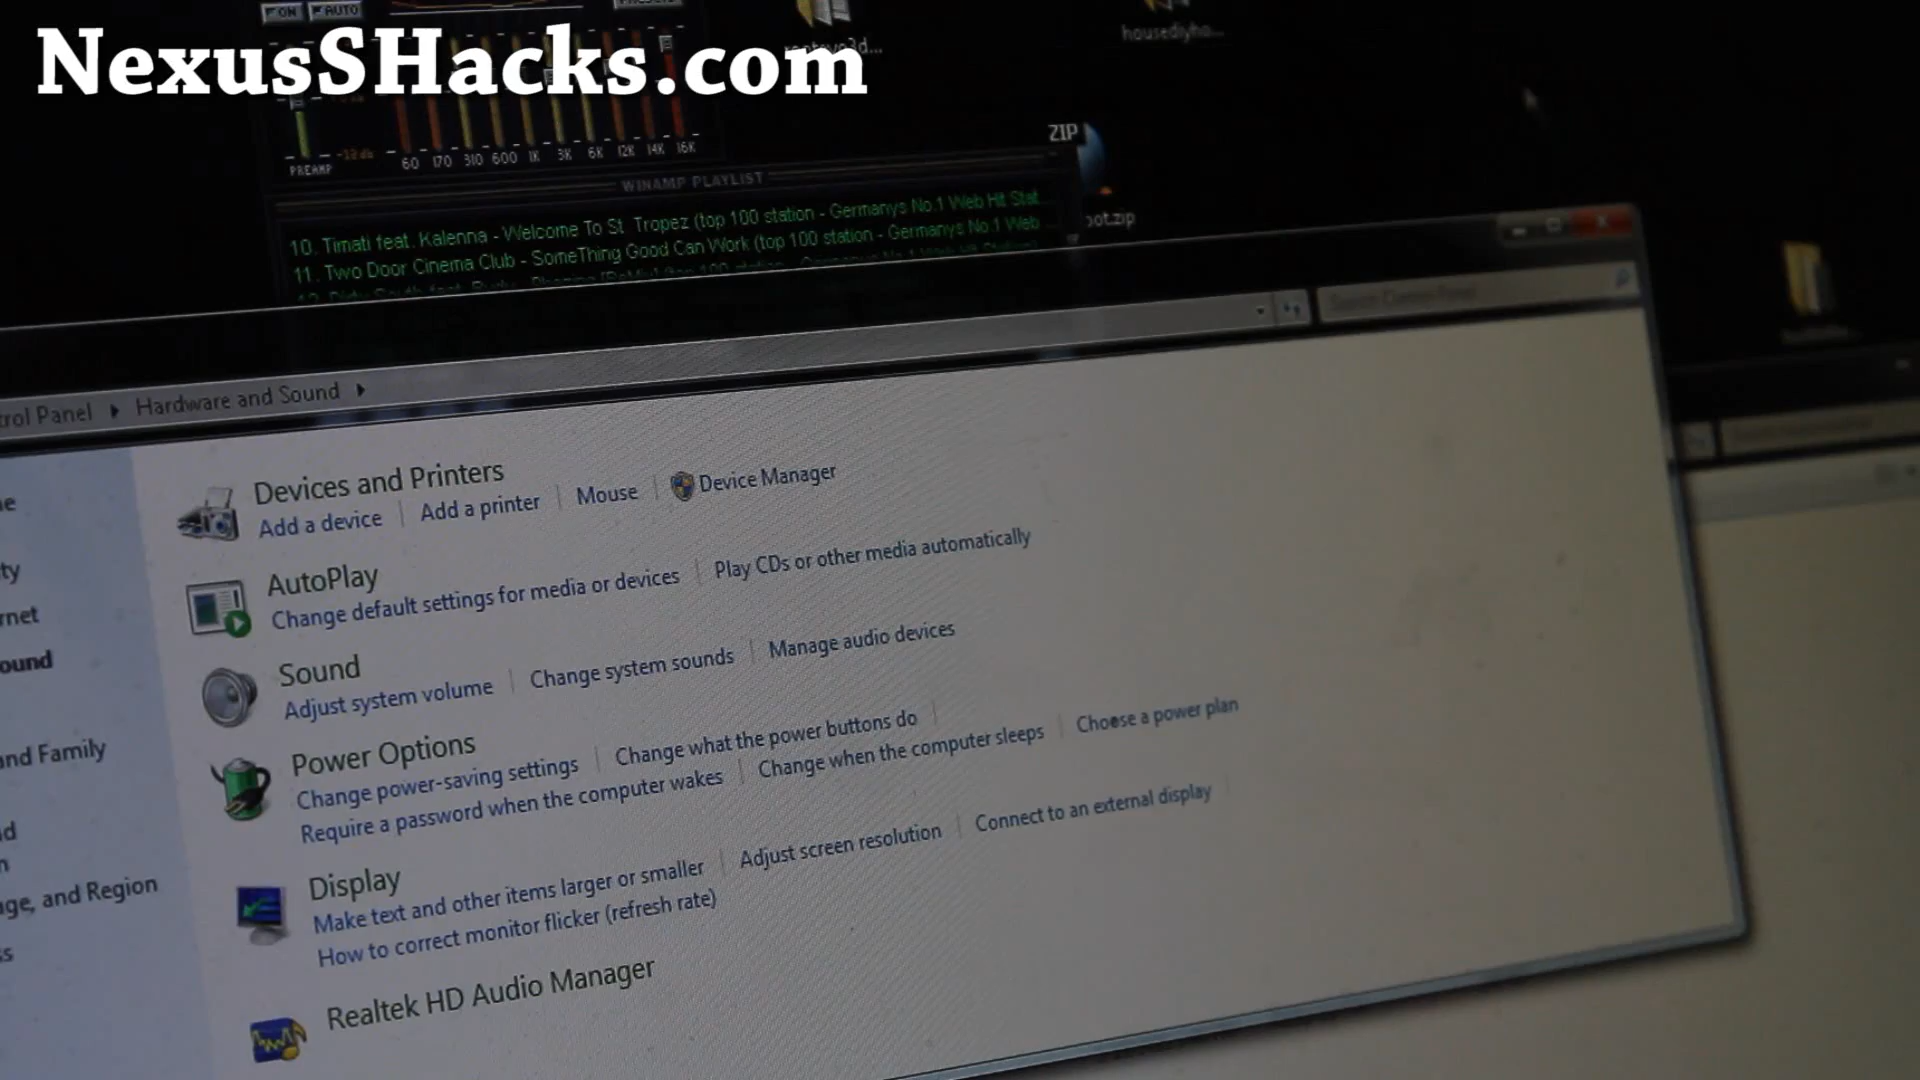 NexusSHacks.com
ON AUTO
60 170 310 600 1K 3K 6K 12K 14K 16K
PREAMP
WINAMP PLAYLIST
10. Timati feat. Kalenna - Welcome To St Tropez (top 100 station - Germanys No.1 Web Hit Stat
11. Two Door Cinema Club - SomeThing Good Can Work (top 100 station - Germanys No.1 Web
ZIP
oot.zip
housediyho...
rol Panel ▸ Hardware and Sound ▸
Devices and Printers
Add a device | Add a printer | Mouse | Device Manager
AutoPlay
Change default settings for media or devices | Play CDs or other media automatically
Sound
Adjust system volume | Change system sounds | Manage audio devices
Power Options
Change power-saving settings | Change what the power buttons do
Require a password when the computer wakes | Change when the computer sleeps | Choose a power plan
Display
Make text and other items larger or smaller | Adjust screen resolution | Connect to an external display
How to correct monitor flicker (refresh rate)
Realtek HD Audio Manager
ty
rnet
ound
and Family
ge, and Region